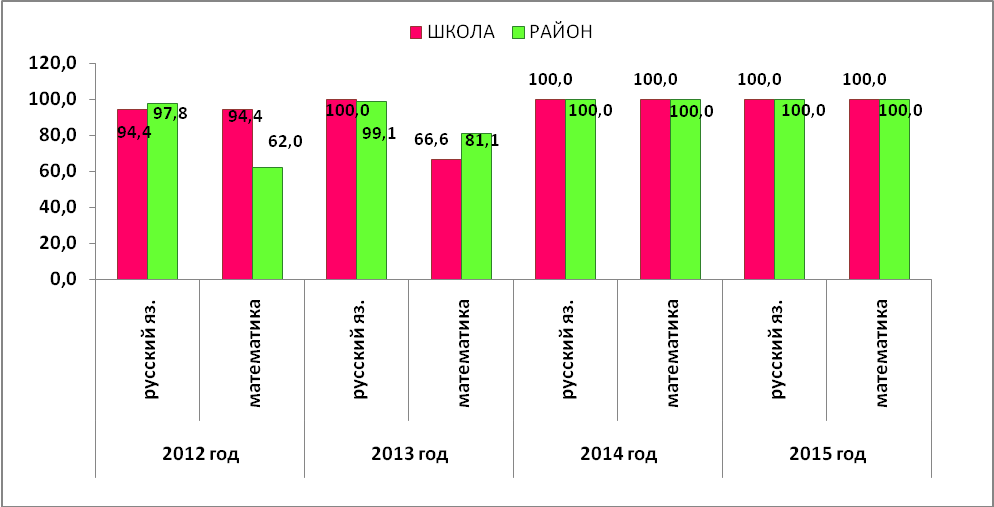 ШКОЛА РАЙОН
120,0
100,0
80,0
60,0
40,0
20,0
0,0
94,4 97,8 94,4 62,0 100,0 99,1 66,6 81,1 100,0 100,0 100,0 100,0 100,0 100,0 100,0 100,0
русский яз. математика русский яз. математика русский яз. математика русский яз. математика
2012 год 2013 год 2014 год 2015 год